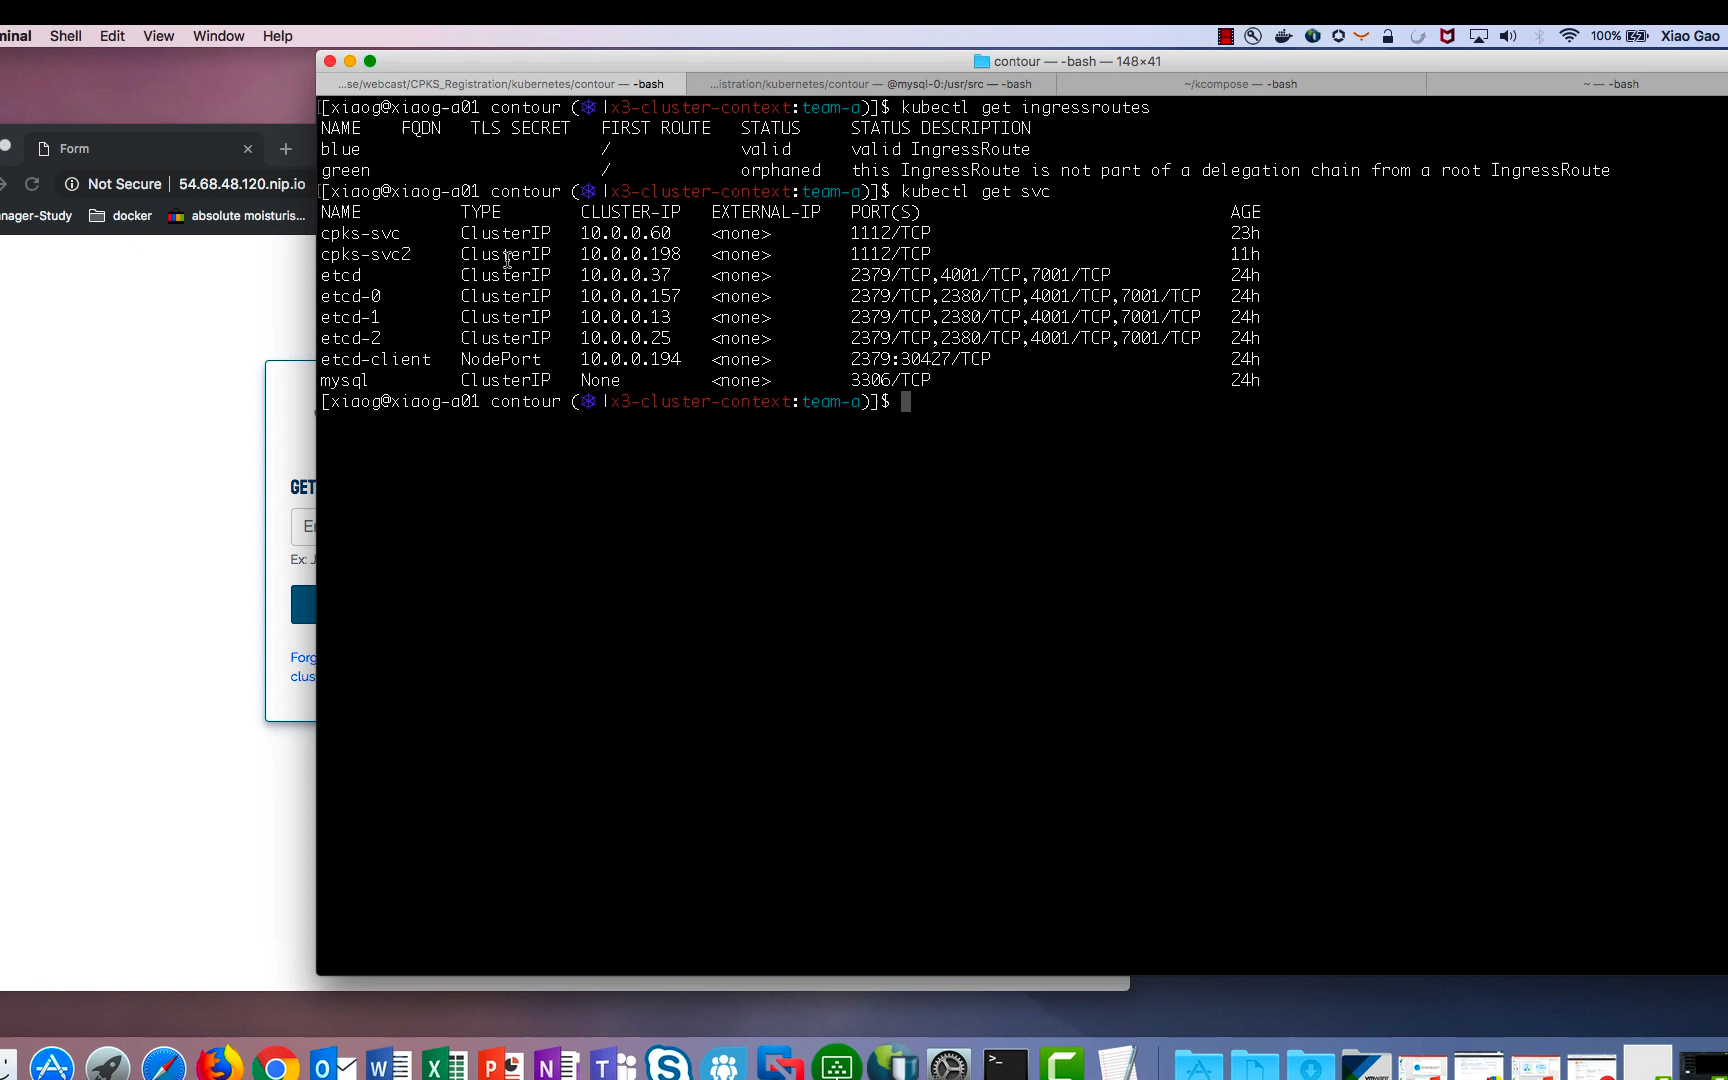 minal Shell Edit View Window Help 100% Xiao Gao
contour — -bash — 148×41
...se/webcast/CPKS_Registration/kubernetes/contour — -bash ...istration/kubernetes/contour — @mysql-0:/usr/src — -bash ~/kcompose — -bash ~ — -bash
[xiaog@xiaog-a01 contour (⎈ |x3-cluster-context:team-a)]$ kubectl get ingressroutes
NAME FQDN TLS SECRET FIRST ROUTE STATUS STATUS DESCRIPTION
blue / valid valid IngressRoute
green / orphaned this IngressRoute is not part of a delegation chain from a root IngressRoute
[xiaog@xiaog-a01 contour (⎈ |x3-cluster-context:team-a)]$ kubectl get svc
NAME TYPE CLUSTER-IP EXTERNAL-IP PORT(S) AGE
cpks-svc ClusterIP 10.0.0.60 <none> 1112/TCP 23h
cpks-svc2 ClusterIP 10.0.0.198 <none> 1112/TCP 11h
etcd ClusterIP 10.0.0.37 <none> 2379/TCP,4001/TCP,7001/TCP 24h
etcd-0 ClusterIP 10.0.0.157 <none> 2379/TCP,2380/TCP,4001/TCP,7001/TCP 24h
etcd-1 ClusterIP 10.0.0.13 <none> 2379/TCP,2380/TCP,4001/TCP,7001/TCP 24h
etcd-2 ClusterIP 10.0.0.25 <none> 2379/TCP,2380/TCP,4001/TCP,7001/TCP 24h
etcd-client NodePort 10.0.0.194 <none> 2379:30427/TCP 24h
mysql ClusterIP None <none> 3306/TCP 24h
[xiaog@xiaog-a01 contour (⎈ |x3-cluster-context:team-a)]$
Form
Not Secure 54.68.48.120.nip.io
nager-Study docker absolute moisturis...
GET
Ex: J
Forg
clus